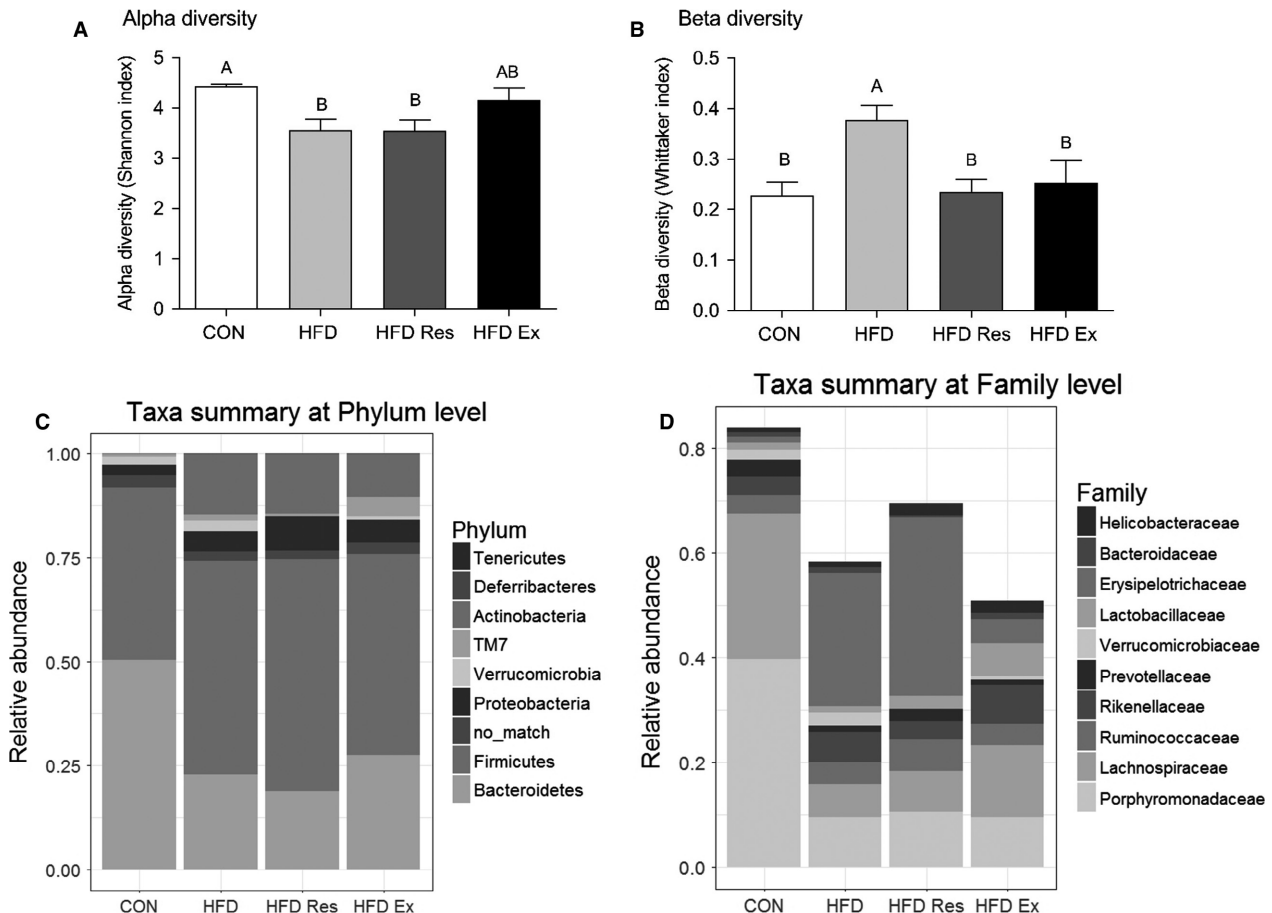 A
Alpha diversity
Alpha diversity (Shannon index)
5
4
3
2
1
0
A
B
B
AB
CON
HFD
HFD Res
HFD Ex
B
Beta diversity
Beta diversity (Whittaker index)
0.5
0.4
0.3
0.2
0.1
0.0
B
A
B
B
CON
HFD
HFD Res
HFD Ex
C
Taxa summary at Phylum level
Relative abundance
1.00
0.75
0.50
0.25
0.00
CON
HFD
HFD Res
HFD Ex
Phylum
Tenericutes
Deferribacteres
Actinobacteria
TM7
Verrucomicrobia
Proteobacteria
no_match
Firmicutes
Bacteroidetes
D
Taxa summary at Family level
Relative abundance
0.8
0.6
0.4
0.2
0.0
CON
HFD
HFD Res
HFD Ex
Family
Helicobacteraceae
Bacteroidaceae
Erysipelotrichaceae
Lactobacillaceae
Verrucomicrobiaceae
Prevotellaceae
Rikenellaceae
Ruminococcaceae
Lachnospiraceae
Porphyromonadaceae